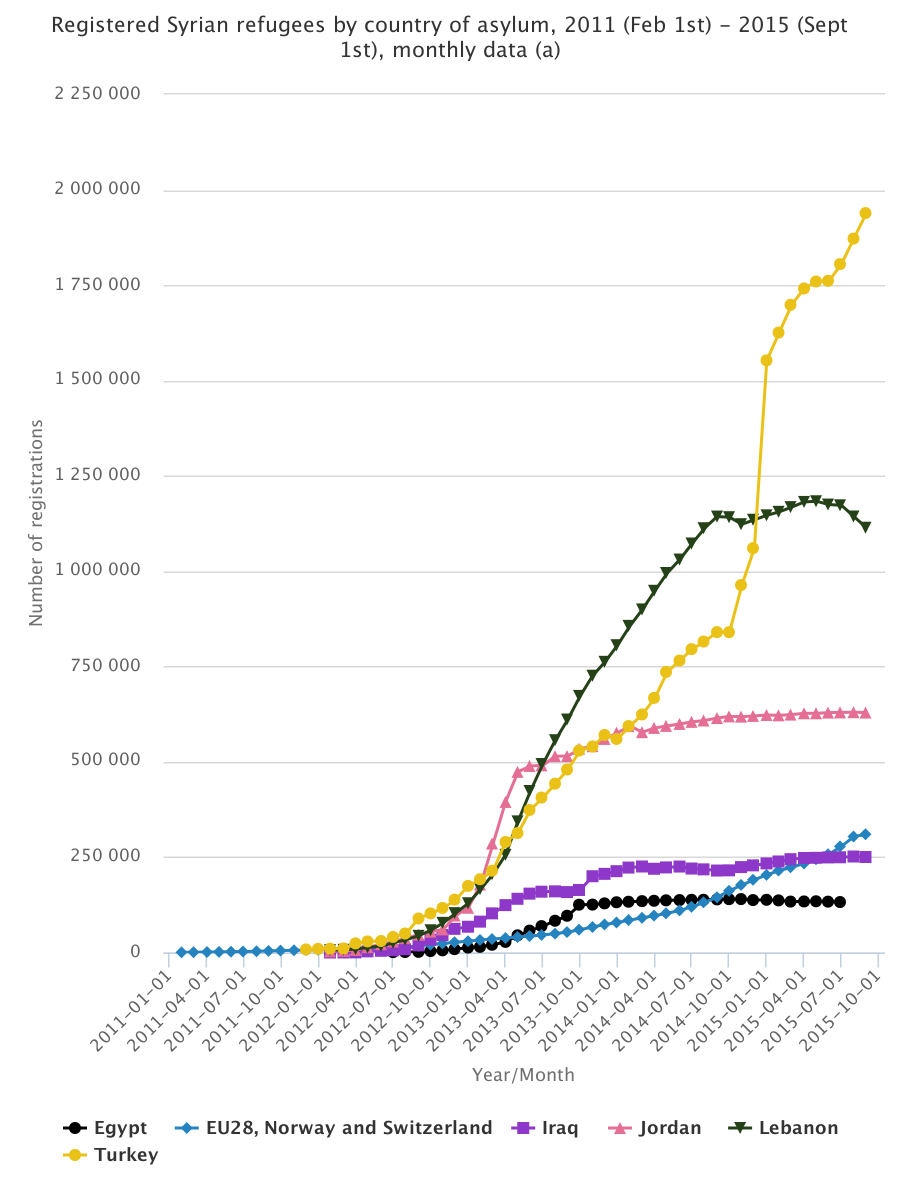 Registered Syrian refugees by country of asylum, 2011 (Feb 1st) – 2015 (Sept
1st), monthly data (a)
2 250 000
2 000 000
1 750 000
1 500 000
1 250 000
1 000 000
750 000
500 000
250 000
0
Number of registrations
2011–01–01
2011–04–01
2011–07–01
2011–10–01
2012–01–01
2012–04–01
2012–07–01
2012–10–01
2013–01–01
2013–04–01
2013–07–01
2013–10–01
2014–01–01
2014–04–01
2014–07–01
2014–10–01
2015–01–01
2015–04–01
2015–07–01
2015–10–01
Year/Month
Egypt EU28, Norway and Switzerland Iraq Jordan Lebanon
Turkey